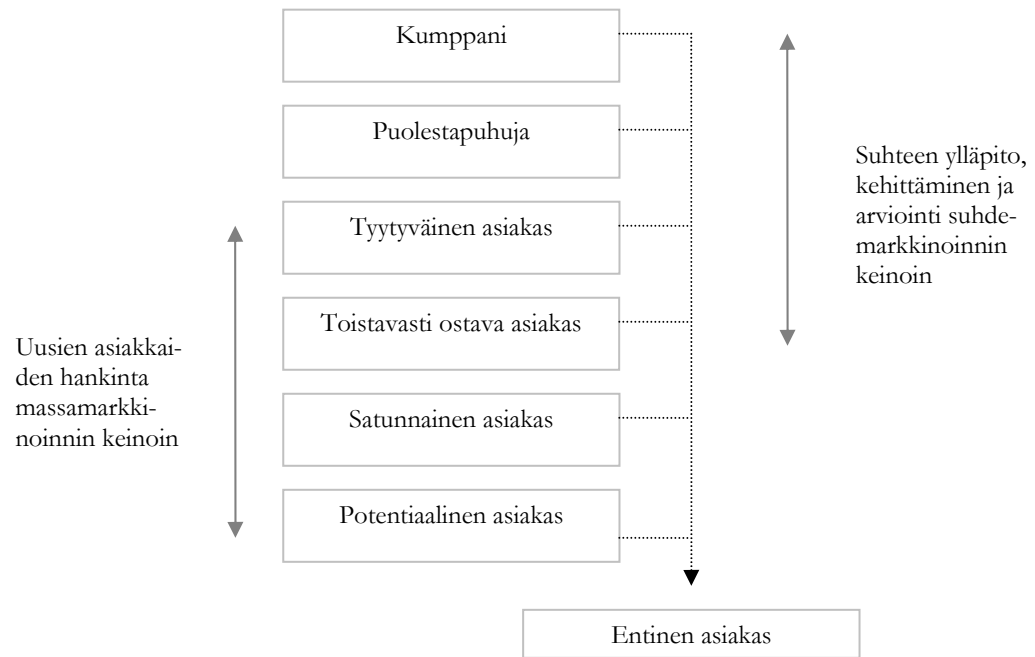 Kumppani
Puolestapuhuja
Tyytyväinen asiakas
Toistavasti ostava asiakas
Satunnainen asiakas
Potentiaalinen asiakas
Entinen asiakas
Uusien asiakkai-
den hankinta
massamarkki-
noinnin keinoin
Suhteen ylläpito,
kehittäminen ja
arviointi suhde-
markkinoinnin
keinoin